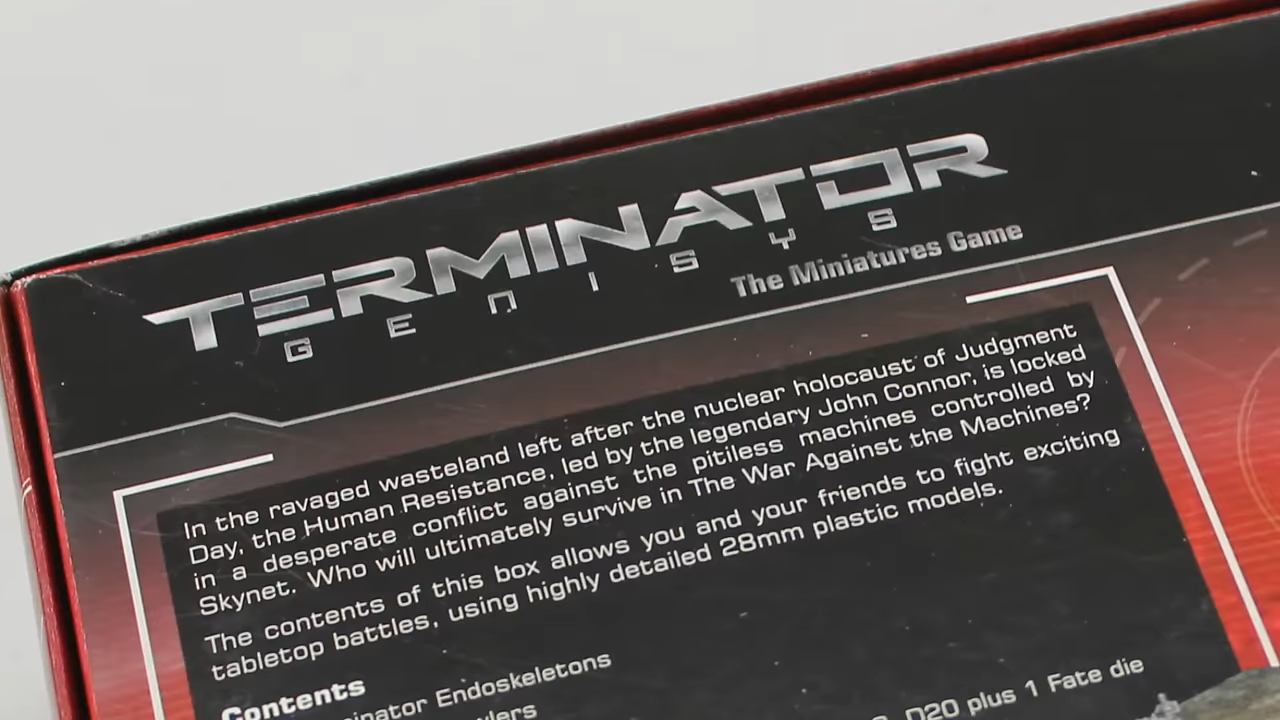 TERMINATOR
GENISYS
The Miniatures Game
In the ravaged wasteland left after the nuclear holocaust of Judgment
Day, the Human Resistance, led by the legendary John Connor, is locked
in a desperate conflict against the pitiless machines controlled by
Skynet. Who will ultimately survive in The War Against the Machines?
The contents of this box allows you and your friends to fight exciting
tabletop battles, using highly detailed 28mm plastic models.
Contents
Endoskeletons
D20 plus 1 Fate die